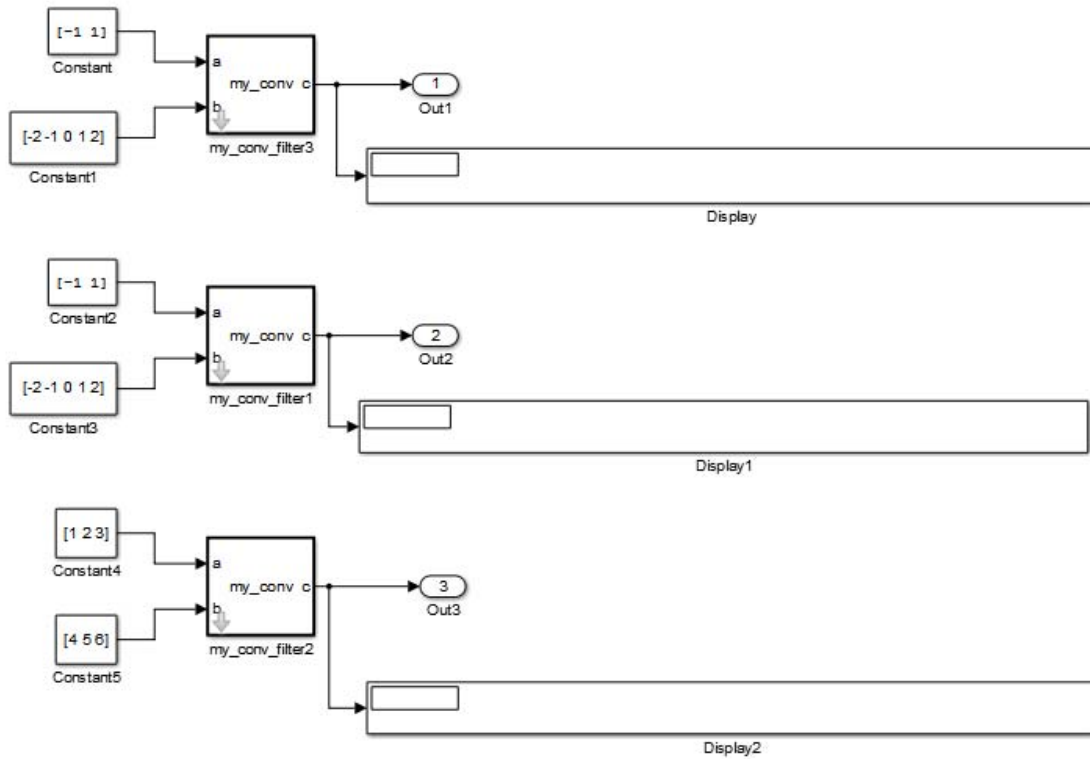 [-1 1]
Constant
a
my_conv c
b
1
Out1
[-2 -1 0 1 2]
Constant1
my_conv_filter3
Display
[-1 1]
Constant2
a
my_conv c
b
2
Out2
[-2 -1 0 1 2]
Constant3
my_conv_filter1
Display1
[1 2 3]
Constant4
a
my_conv c
b
3
Out3
[4 5 6]
Constant5
my_conv_filter2
Display2